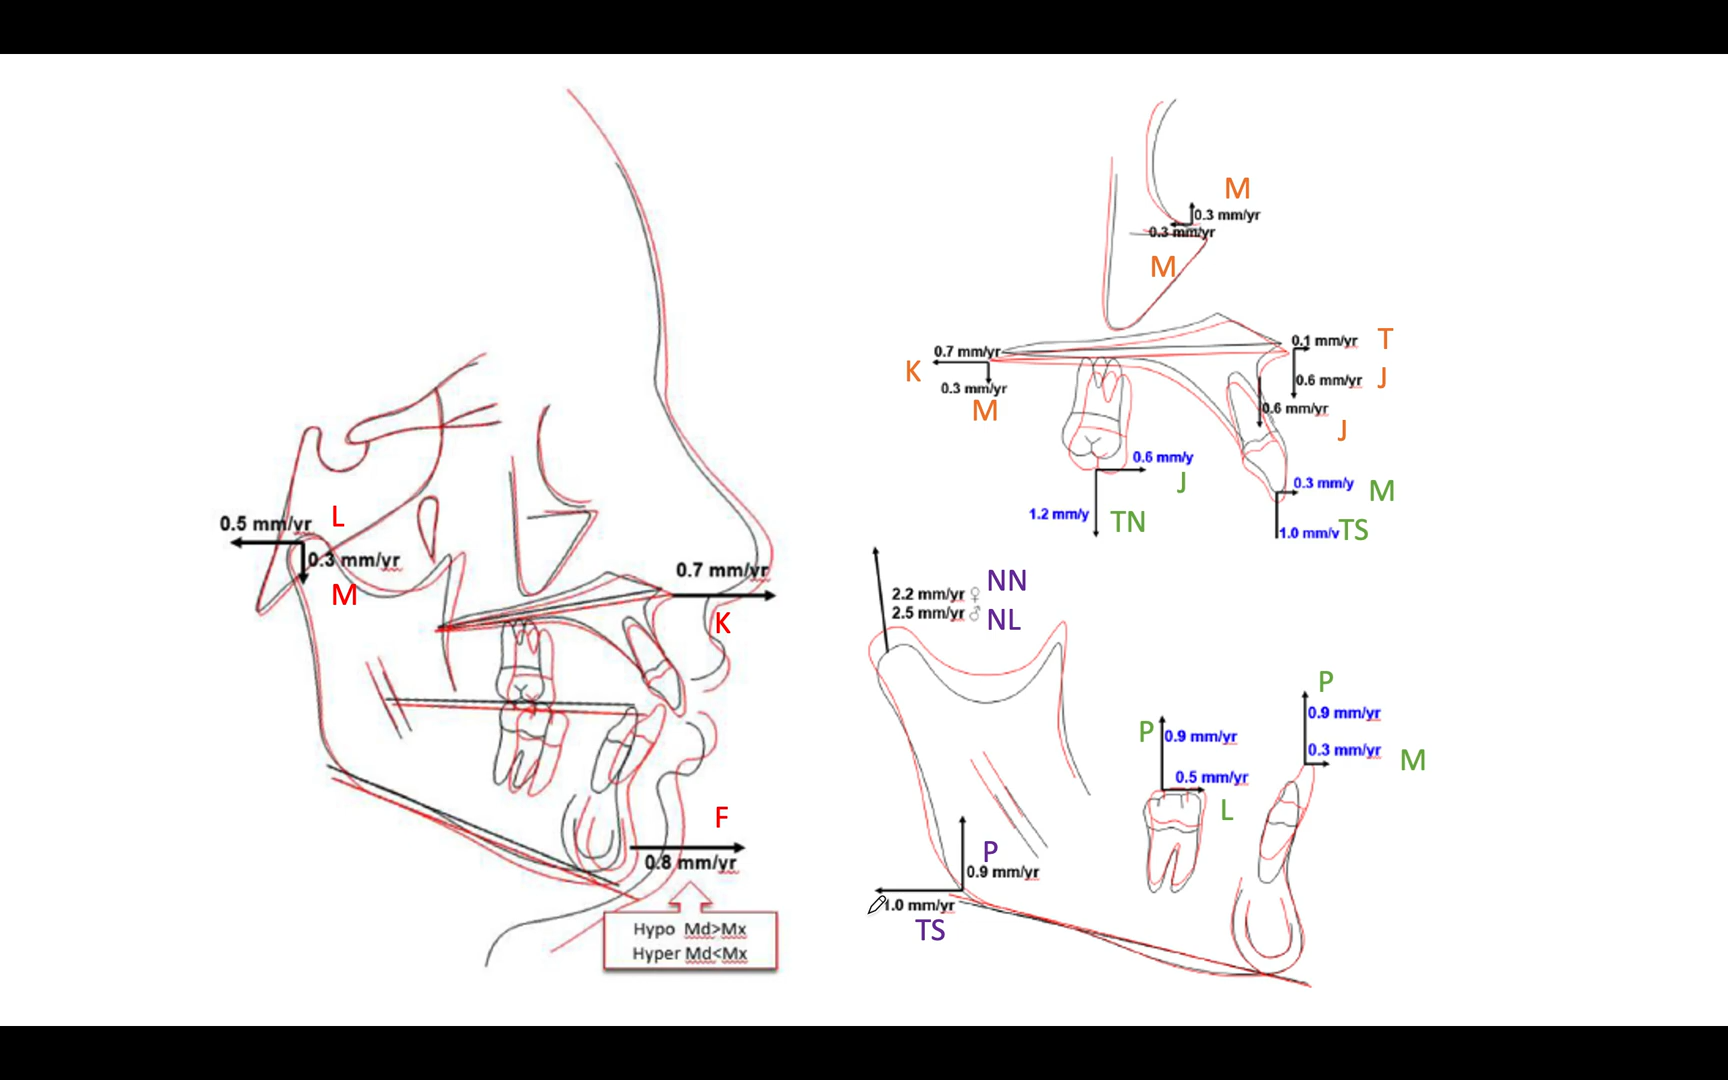 0.5 mm/yr
L
0.3 mm/yr
M
0.7 mm/yr
K
F
0.8 mm/yr
Hypo Md>Mx
Hyper Md<Mx
M
0.3 mm/yr
0.3 mm/yr
M
0.7 mm/yr
K
0.3 mm/yr
M
0.1 mm/yr T
0.6 mm/yr J
0.6 mm/yr
J
0.6 mm/y
J
1.2 mm/y TN
0.3 mm/y M
1.0 mm/y TS
2.2 mm/yr ♀ NN
2.5 mm/yr ♂ NL
P
0.9 mm/yr
1.0 mm/yr
TS
P 0.9 mm/yr
0.5 mm/yr
L
P
0.9 mm/yr
0.3 mm/yr M